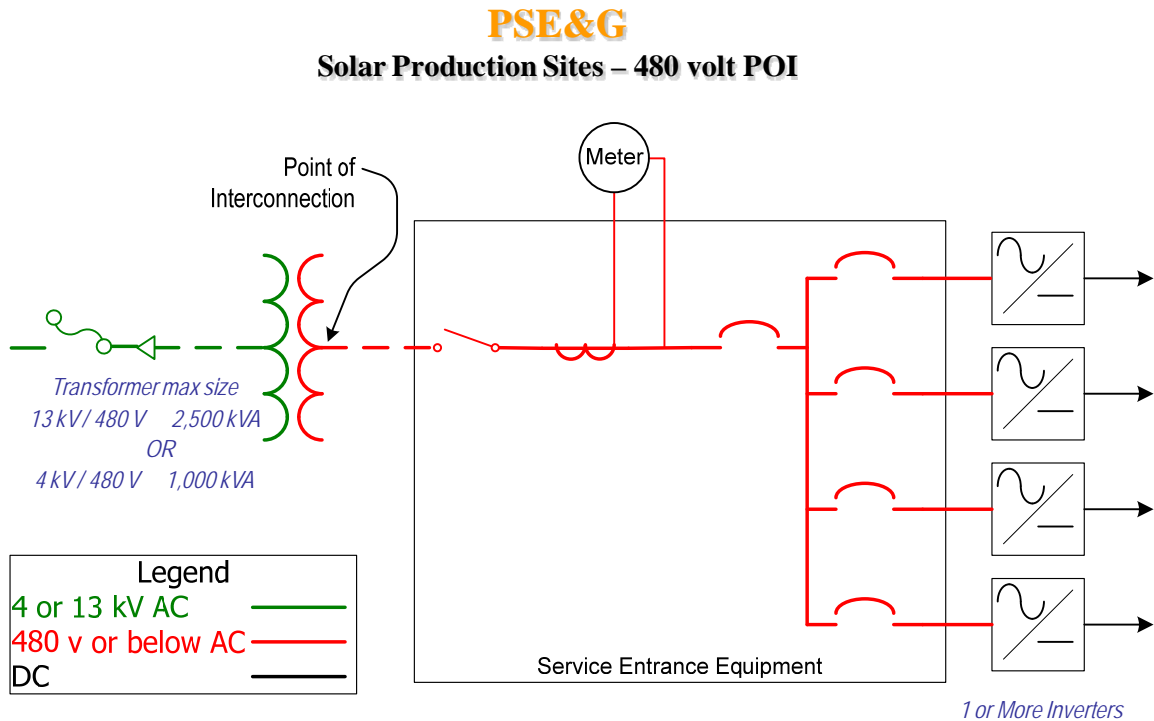 PSE&G
Solar Production Sites – 480 volt POI
Meter
Point of
Interconnection
Transformer max size
13 kV / 480 V 2,500 kVA
OR
4 kV / 480 V 1,000 kVA
Legend
4 or 13 kV AC
480 v or below AC
DC
Service Entrance Equipment
1 or More Inverters